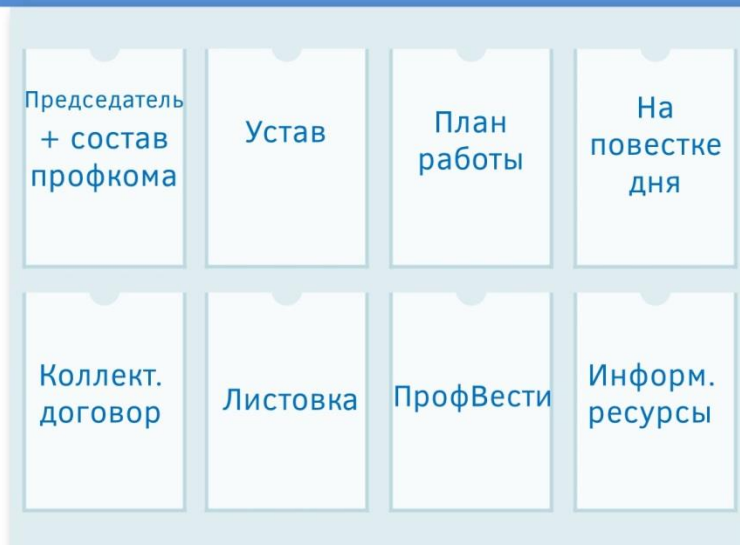 Председатель
+ состав
профкома
Устав
План
работы
На
повестке
дня
Коллект.
договор
Листовка
ПрофВести
Информ.
ресурсы